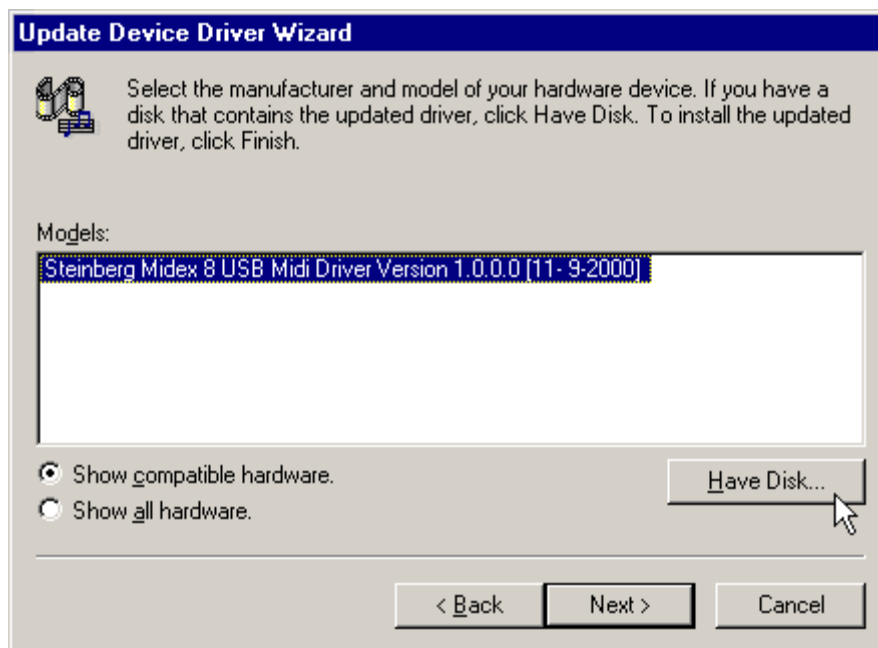 Update Device Driver Wizard
Select the manufacturer and model of your hardware device. If you have a
disk that contains the updated driver, click Have Disk. To install the updated
driver, click Finish.
Models:
Steinberg Midex 8 USB Midi Driver Version 1.0.0.0 [11- 9-2000]
Show compatible hardware.
Show all hardware.
Have Disk...
< Back
Next >
Cancel